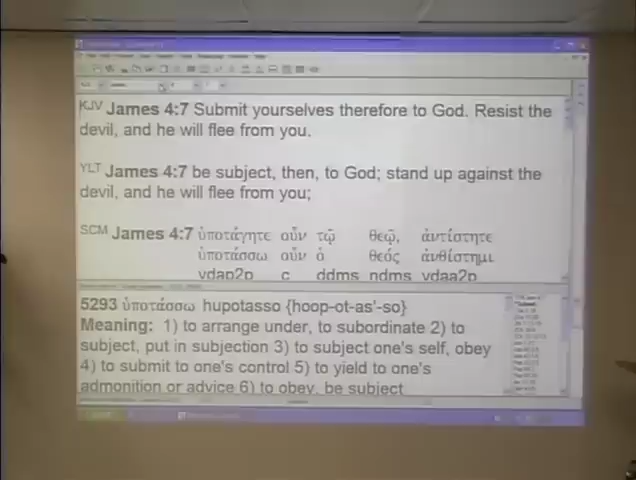 KJV James 4:7 Submit yourselves therefore to God. Resist the
devil, and he will flee from you.
YLT James 4:7 be subject, then, to God; stand up against the
devil, and he will flee from you;
SCM James 4:7 ὑποτάγητε οὖν τῷ θεῷ, ἀντίστητε
ὑποτάσσω οὖν ὁ θεός ἀνθίστημι
vdap2p c ddms ndms vdaa2p
5293 ὑποτάσσω hupotasso {hoop-ot-as'-so}
Meaning: 1) to arrange under, to subordinate 2) to
subject, put in subjection 3) to subject one's self, obey
4) to submit to one's control 5) to yield to one's
admonition or advice 6) to obey, be subject